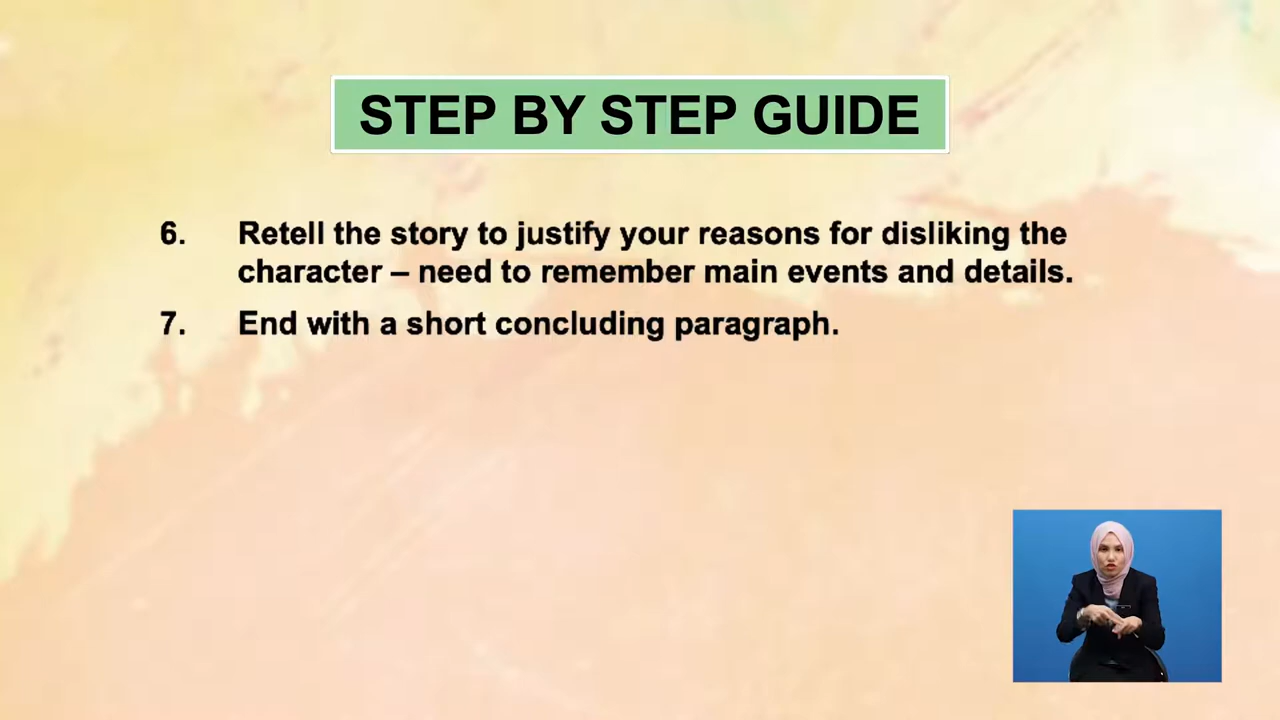 STEP BY STEP GUIDE
6. Retell the story to justify your reasons for disliking the
character – need to remember main events and details.
7. End with a short concluding paragraph.